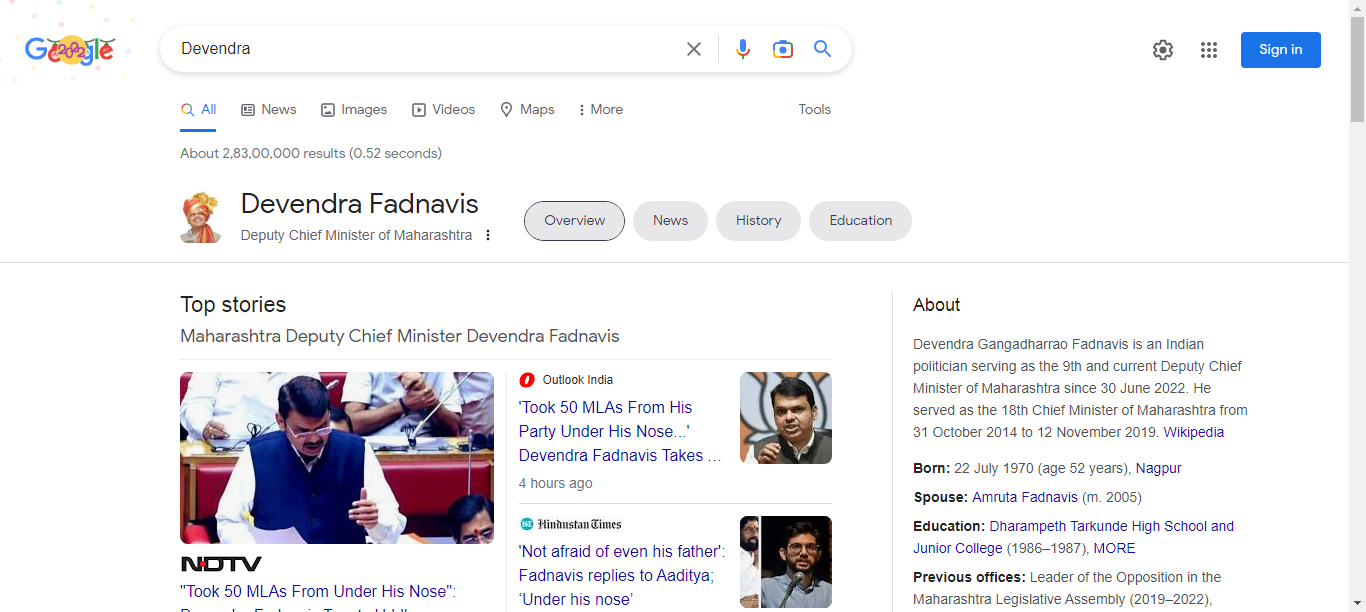 Google 2022
Devendra
Sign in
All
News
Images
Videos
Maps
More
Tools
About 2,83,00,000 results (0.52 seconds)
Devendra Fadnavis
Deputy Chief Minister of Maharashtra
Overview
News
History
Education
Top stories
Maharashtra Deputy Chief Minister Devendra Fadnavis
NDTV
"Took 50 MLAs From Under His Nose":
Outlook India
'Took 50 MLAs From His
Party Under His Nose...'
Devendra Fadnavis Takes ...
4 hours ago
HT Hindustan Times
'Not afraid of even his father':
Fadnavis replies to Aaditya;
'Under his nose'
About
Devendra Gangadharrao Fadnavis is an Indian
politician serving as the 9th and current Deputy Chief
Minister of Maharashtra since 30 June 2022. He
served as the 18th Chief Minister of Maharashtra from
31 October 2014 to 12 November 2019. Wikipedia
Born: 22 July 1970 (age 52 years), Nagpur
Spouse: Amruta Fadnavis (m. 2005)
Education: Dharampeth Tarkunde High School and
Junior College (1986–1987), MORE
Previous offices: Leader of the Opposition in the
Maharashtra Legislative Assembly (2019–2022),